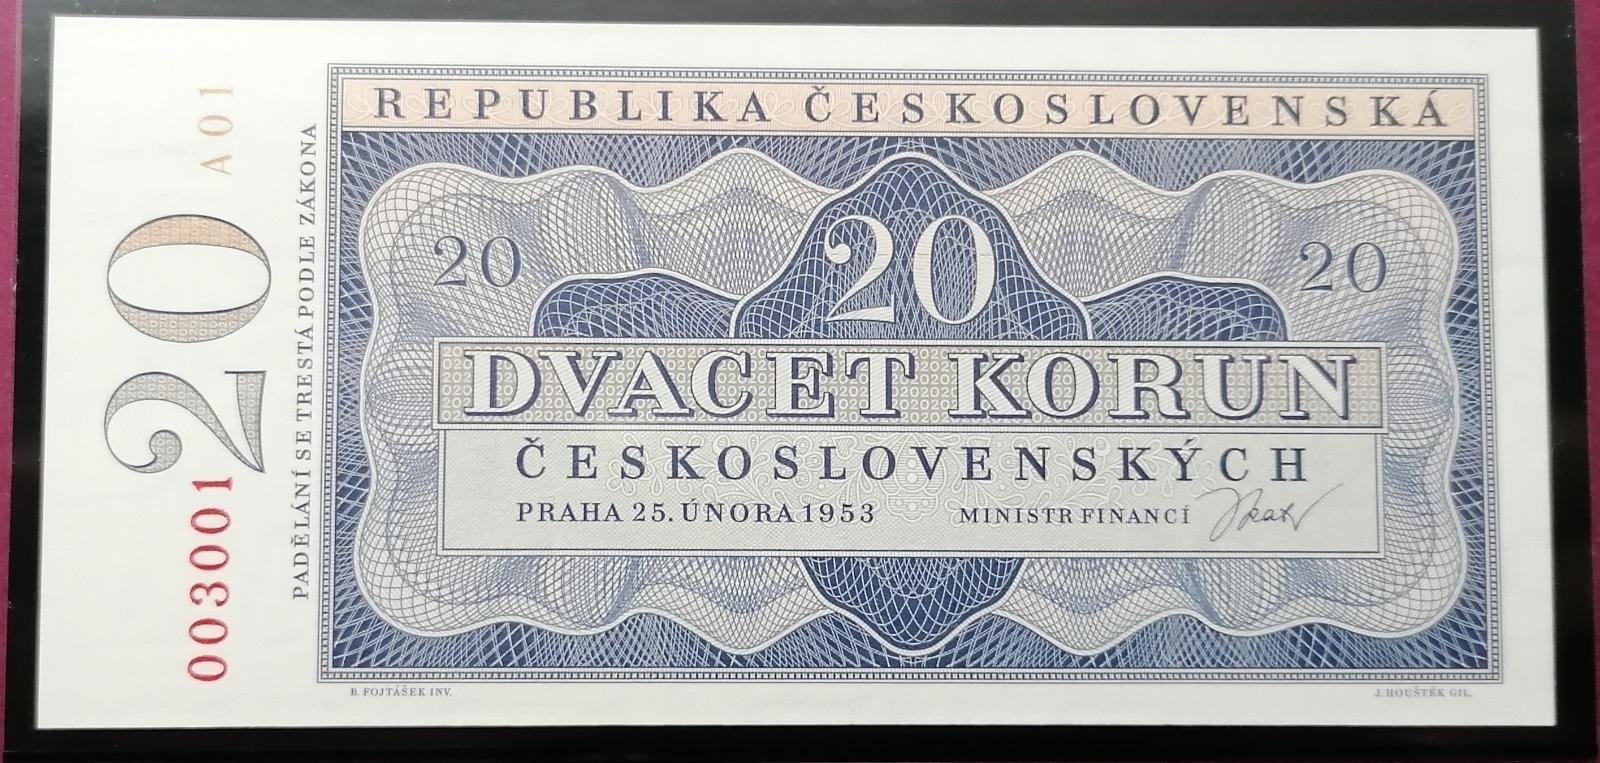 REPUBLIKA ČESKOSLOVENSKÁ
20
20
20
DVACET KORUN
ČESKOSLOVENSKÝCH
PRAHA 25. ÚNORA 1953
MINISTR FINANCÍ
B. FOJTÁŠEK INV.
J. HOUŠTĚK GIL.
PADĚLÁNÍ SE TRESTÁ PODLE ZÁKONA
20
A01
003001